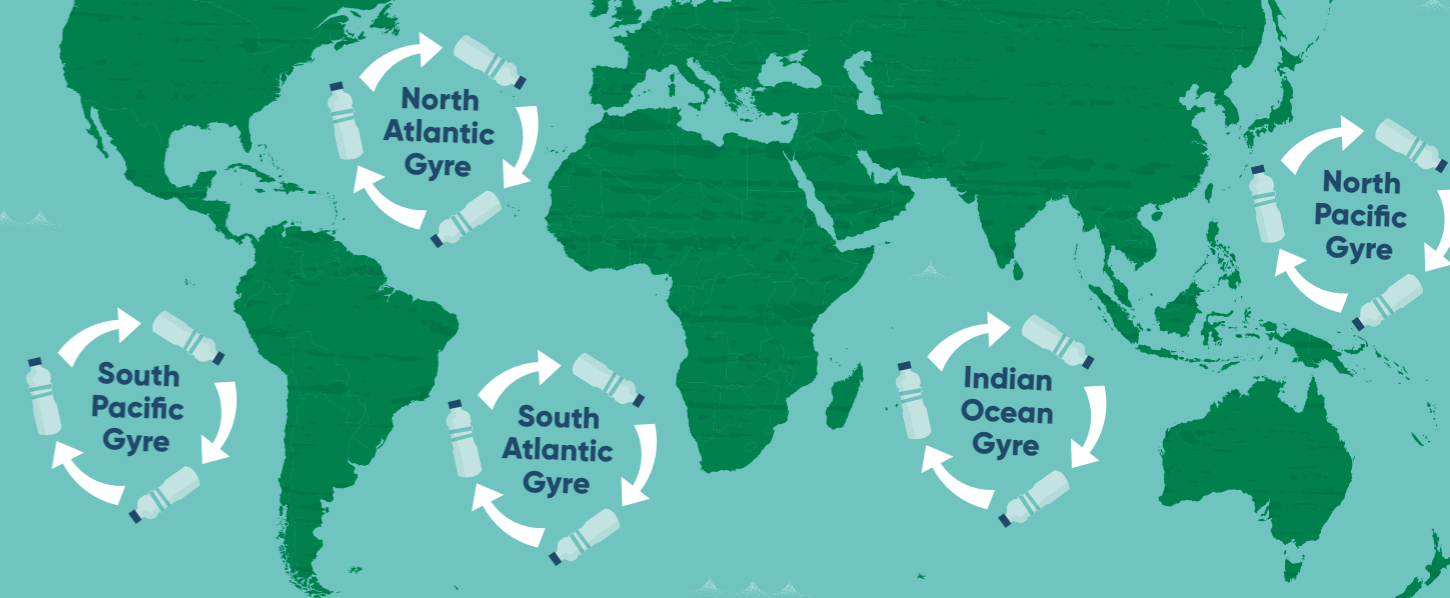 North
Atlantic
Gyre
North
Pacific
Gyre
South
Pacific
Gyre
South
Atlantic
Gyre
Indian
Ocean
Gyre